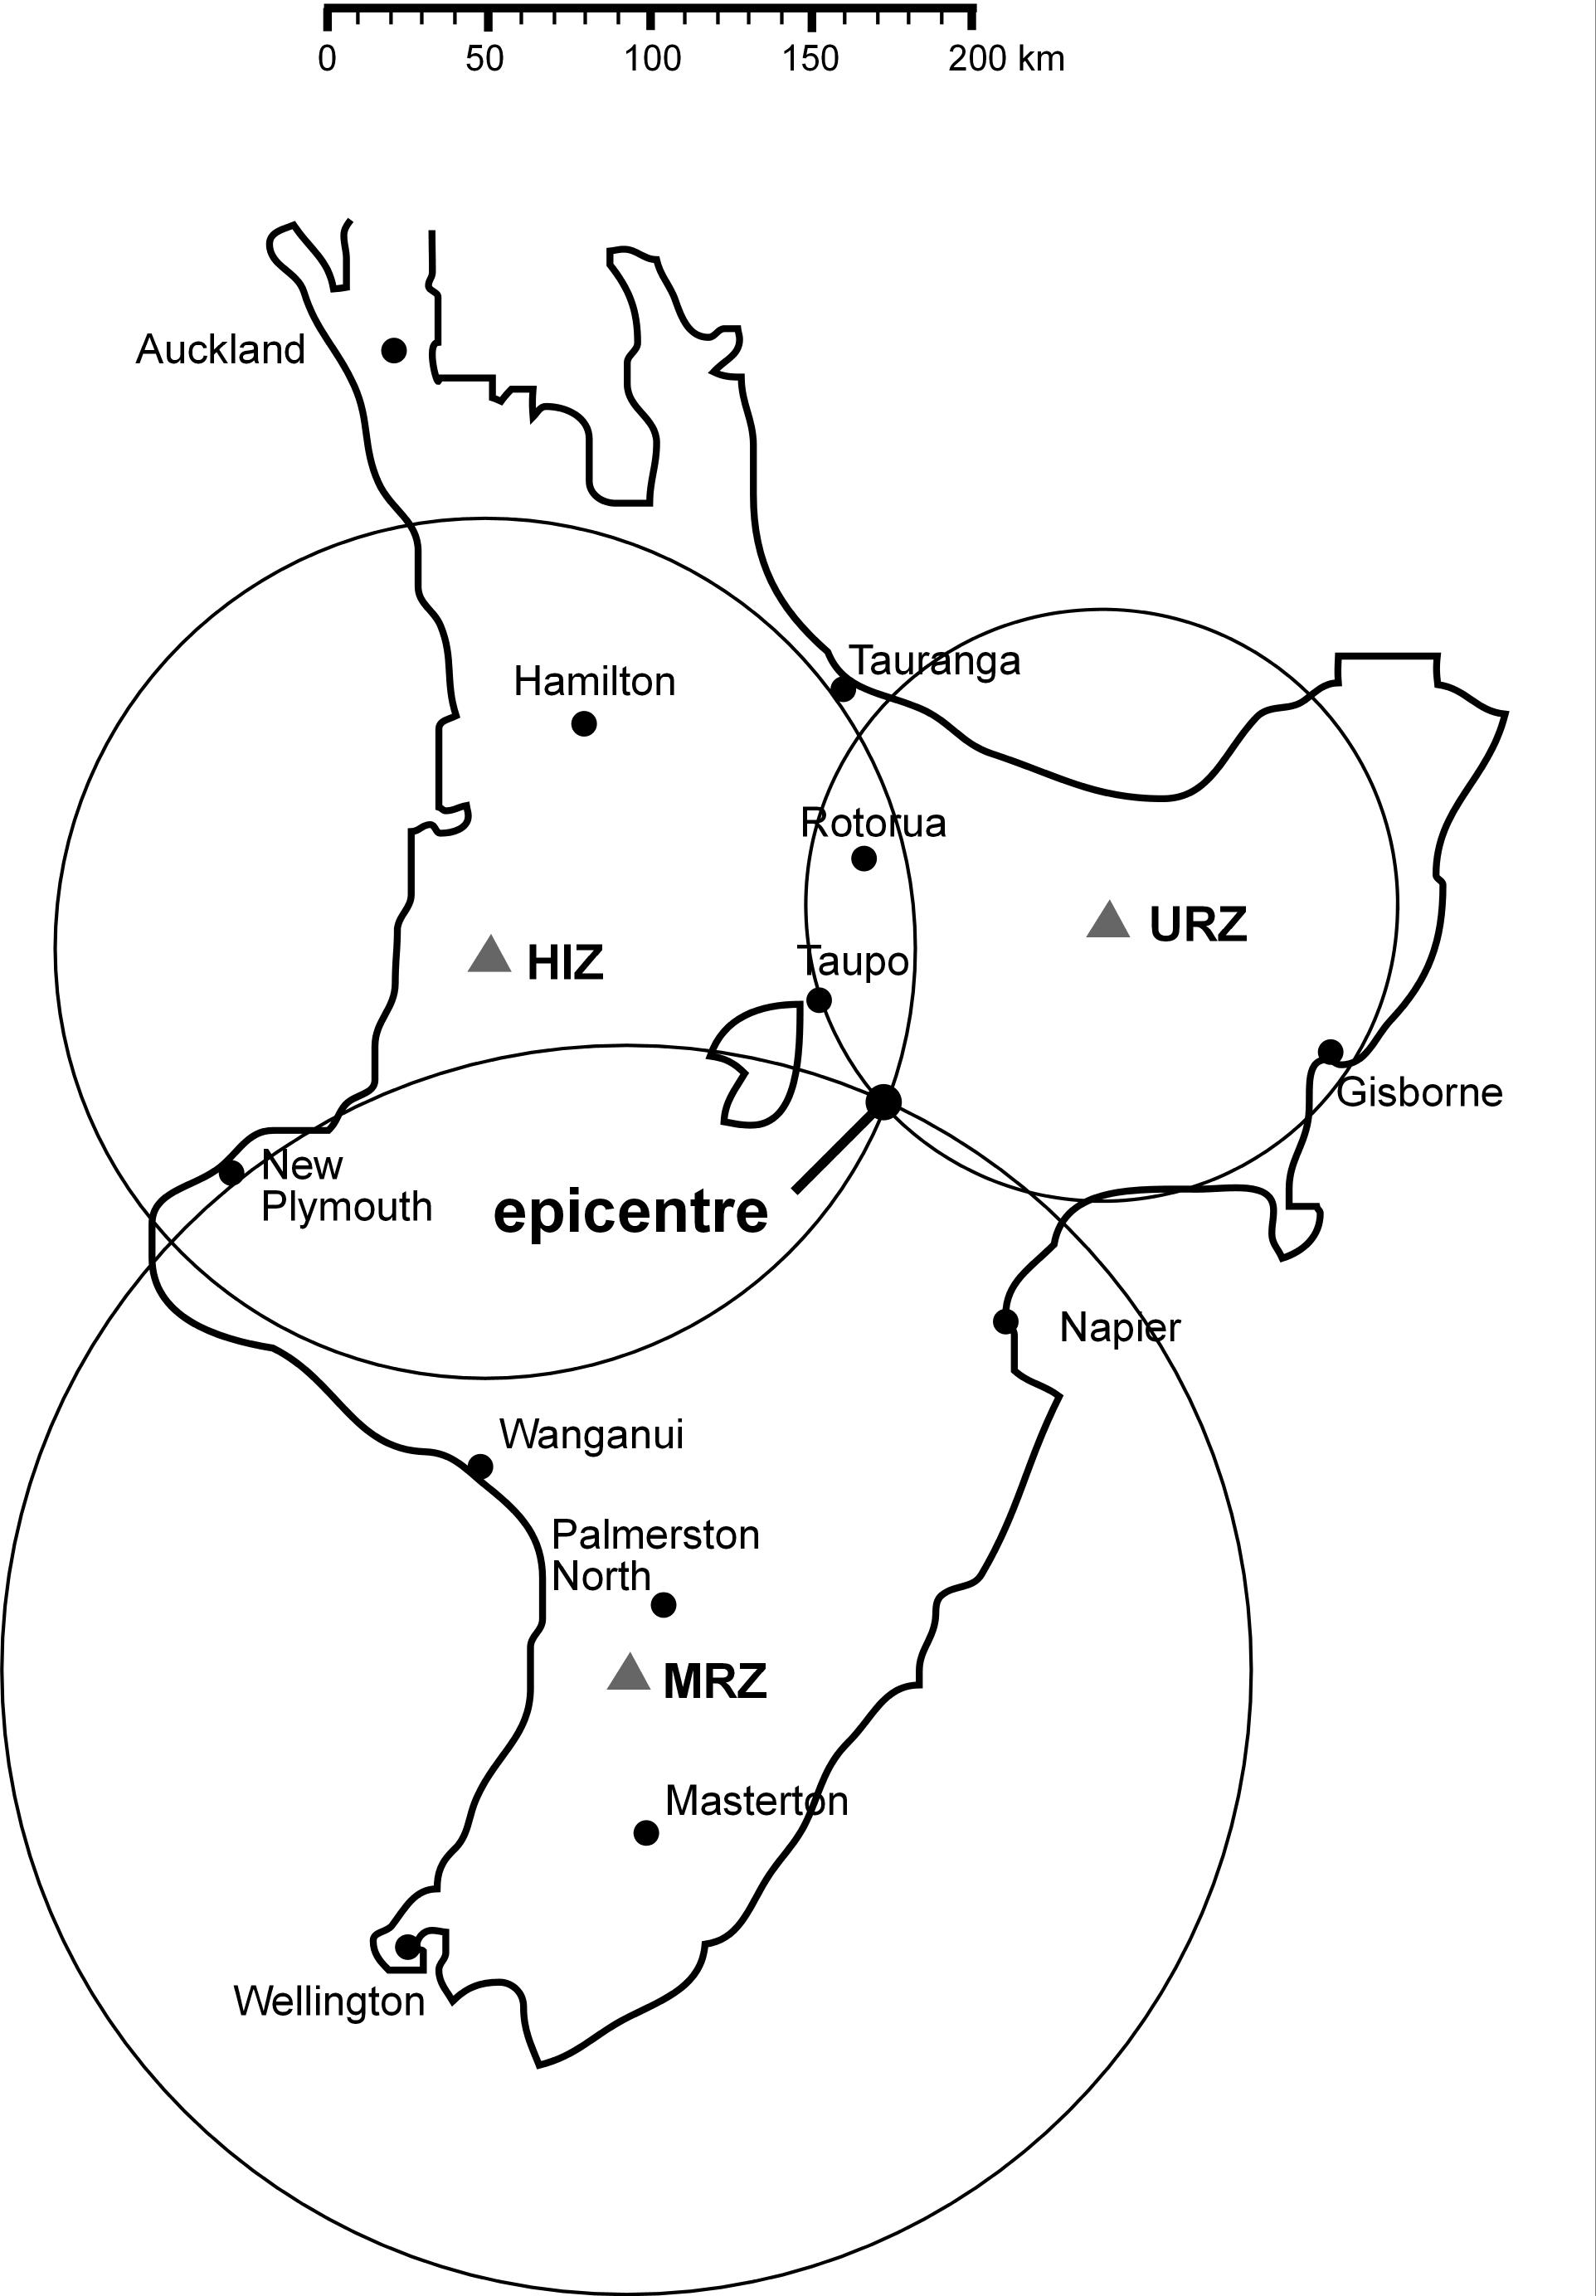 0 50 100 150 200 km
Auckland
Tauranga
Hamilton
Rotorua
URZ
HIZ
Taupo
Gisborne
New
Plymouth
epicentre
Napier
Wanganui
Palmerston
North
MRZ
Masterton
Wellington